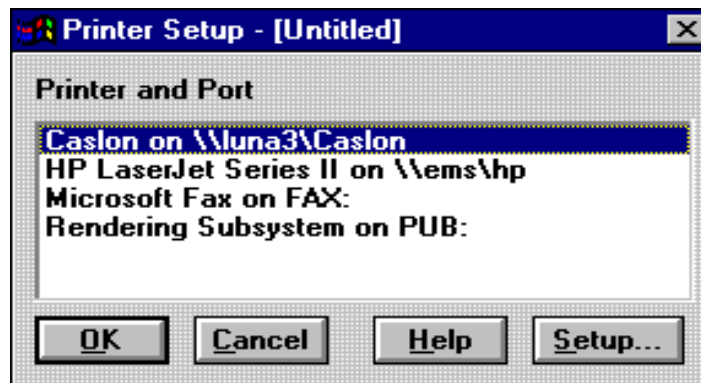 Printer Setup - [Untitled]
Printer and Port
Caslon on \\luna3\Caslon
HP LaserJet Series II on \\ems\hp
Microsoft Fax on FAX:
Rendering Subsystem on PUB:
OK Cancel Help Setup...